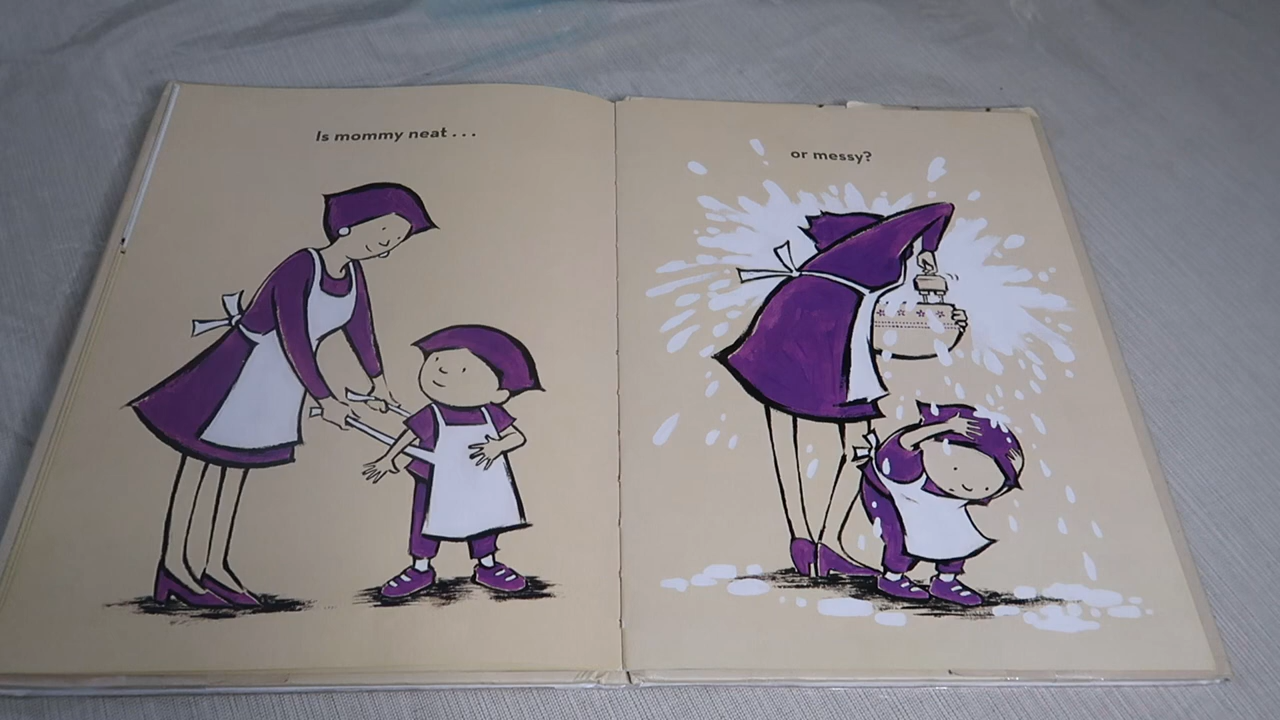 Is mommy neat . . .
or messy?